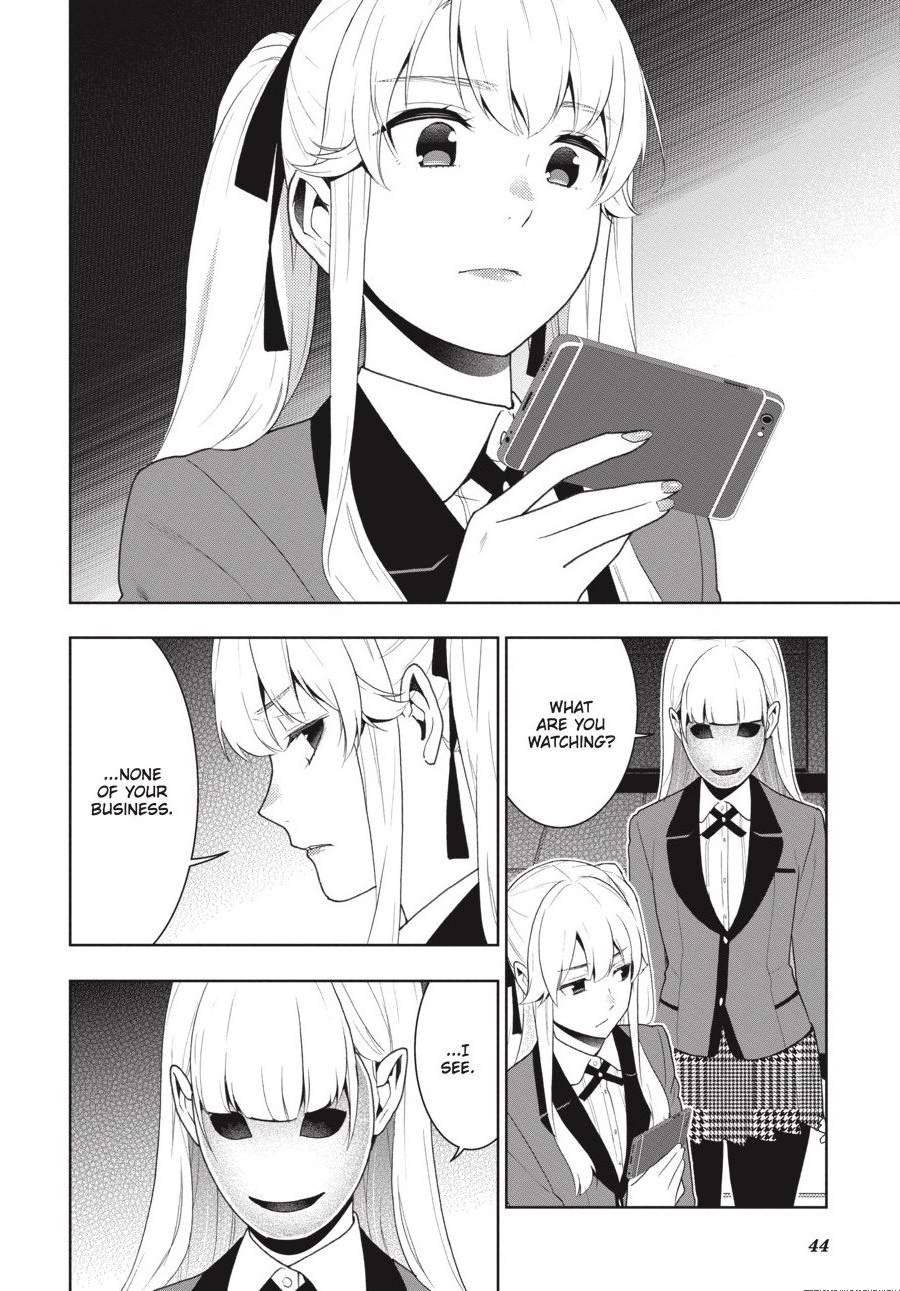 WHAT
ARE YOU
WATCHING?
...NONE
OF YOUR
BUSINESS.
...I
SEE.
44